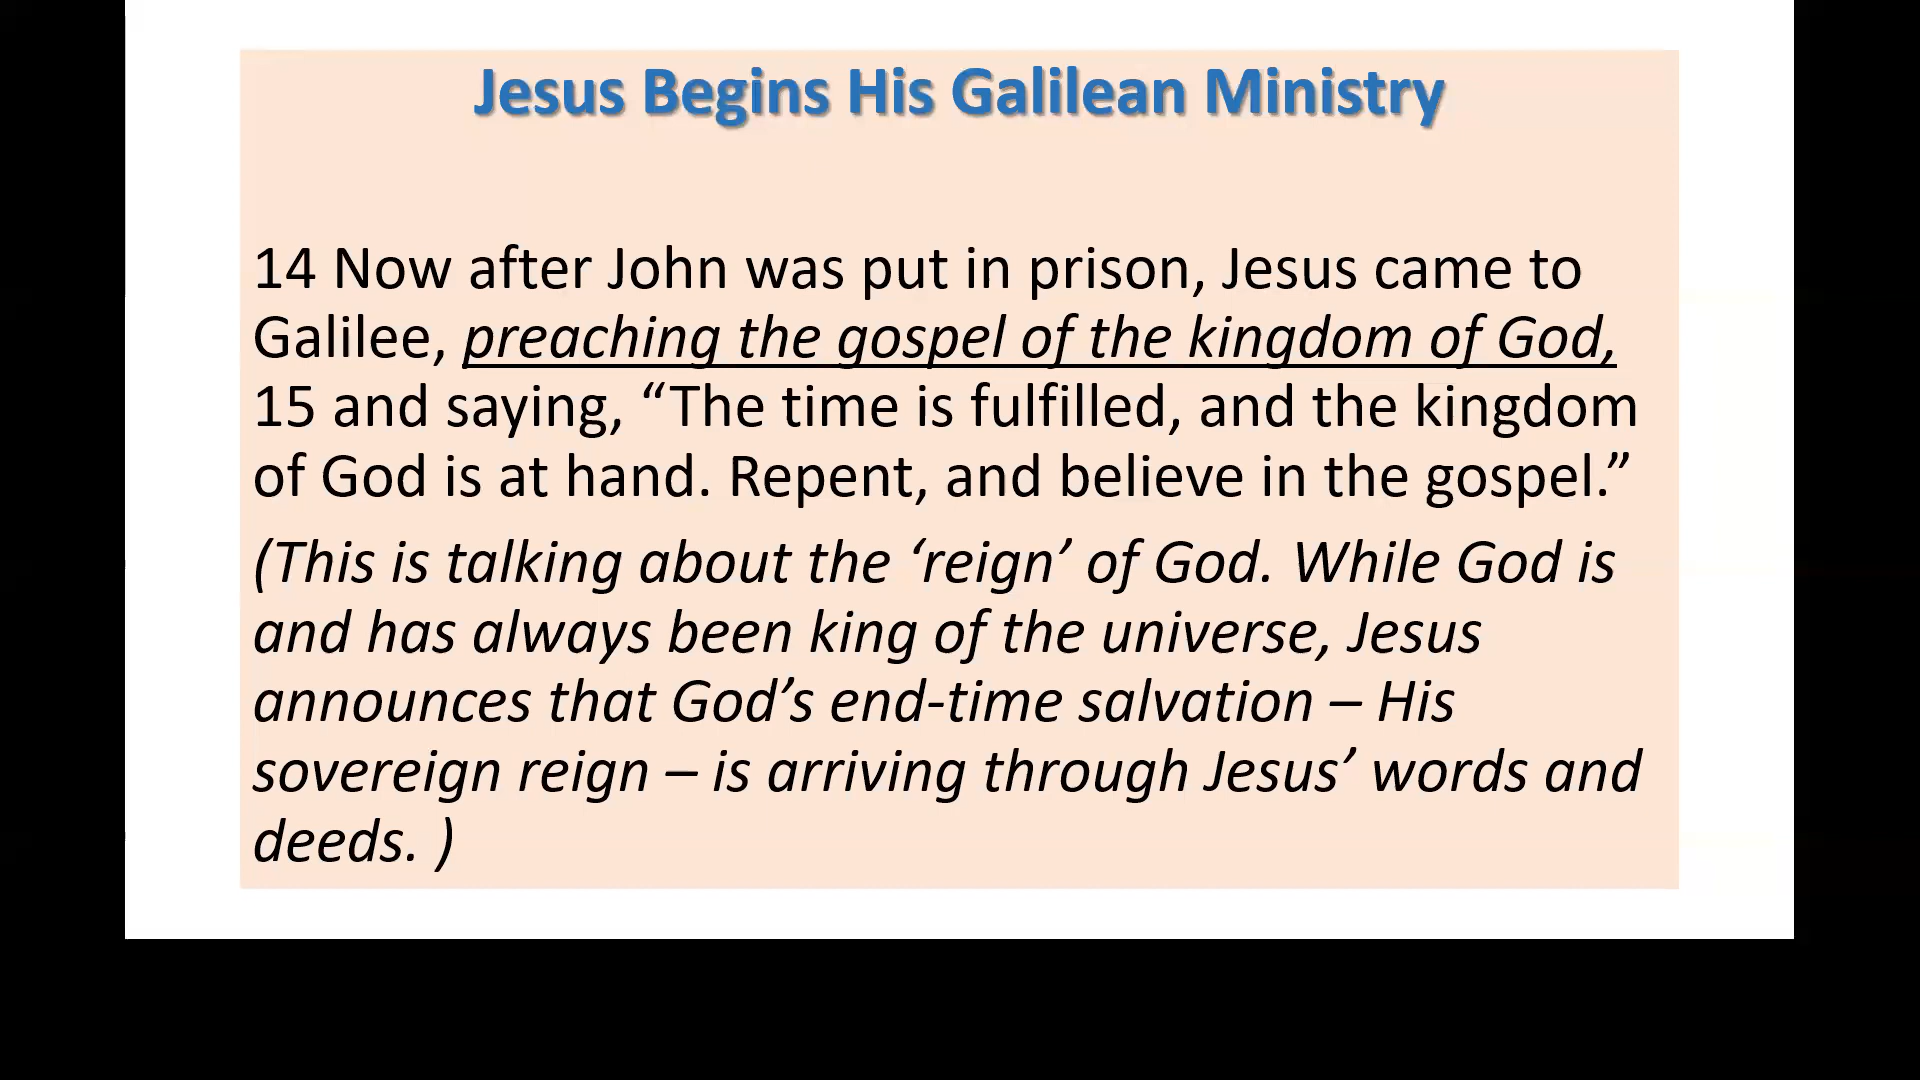 Jesus Begins His Galilean Ministry
14 Now after John was put in prison, Jesus came to
Galilee, preaching the gospel of the kingdom of God,
15 and saying, “The time is fulfilled, and the kingdom
of God is at hand. Repent, and believe in the gospel.”
(This is talking about the ‘reign’ of God. While God is
and has always been king of the universe, Jesus
announces that God’s end-time salvation – His
sovereign reign – is arriving through Jesus’ words and
deeds. )